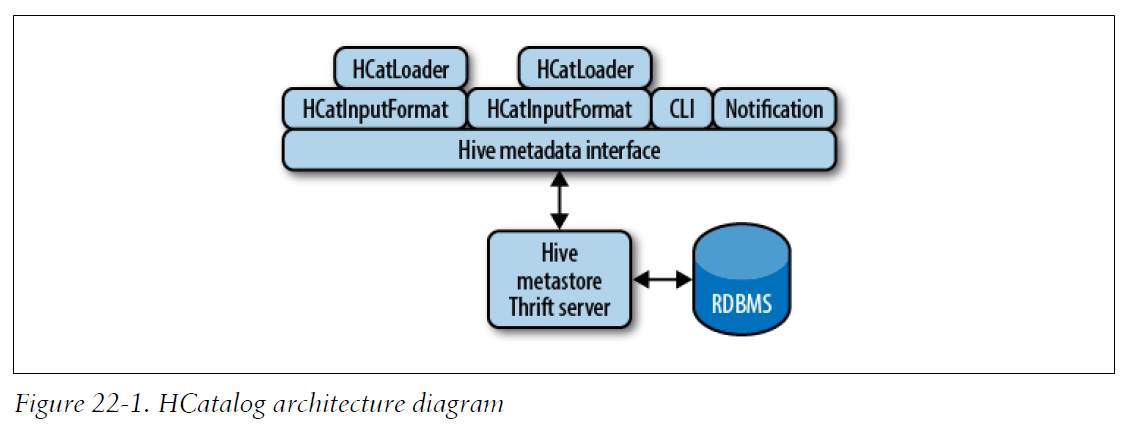 HCatLoader HCatLoader
HCatInputFormat HCatInputFormat CLI Notification
Hive metadata interface
Hive
metastore
Thrift server
RDBMS
Figure 22-1. HCatalog architecture diagram